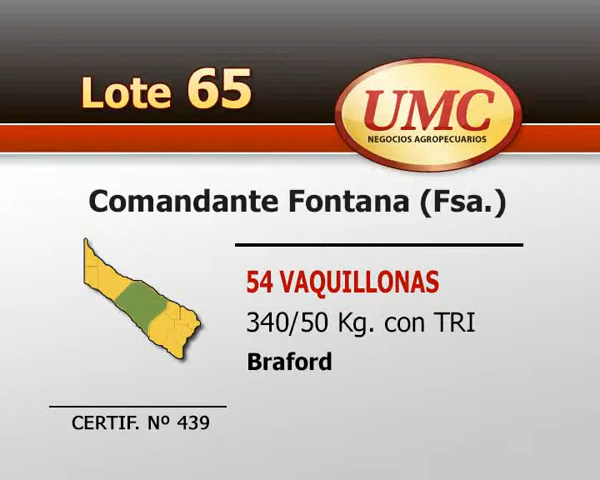 Lote 65
UMC
NEGOCIOS AGROPECUARIOS
Comandante Fontana (Fsa.)
54 VAQUILLONAS
340/50 Kg. con TRI
Braford
CERTIF. Nº 439